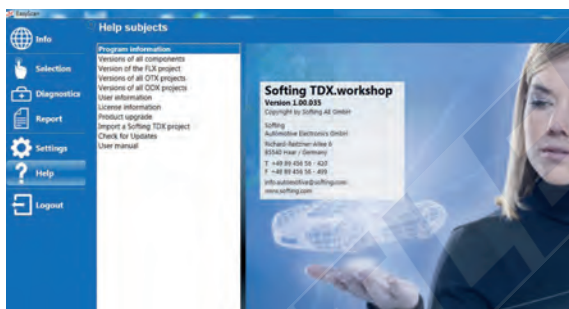 EasyScan
Info
Selection
Diagnostics
Report
Settings
Help
Logout
Help subjects
Program information
Versions of all components
Version of the FLX project
Versions of all OTX projects
Versions of all ODX projects
User information
License information
Product upgrade
Import a Softing TDX project
Check for Updates
User manual
Softing TDX.workshop
Version 1.00.035
Copyright by Softing AE GmbH
Softing
Automotive Electronics GmbH
Richard-Reitzner-Allee 6
85540 Haar / Germany
T +49 89 456 56 - 420
F +49 89 456 56 - 499
info.automotive@softing.com
www.softing.com